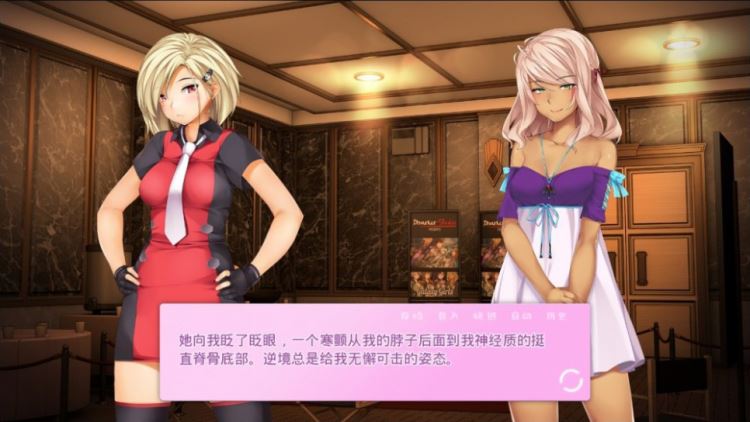 自动
她向我眨了眨眼，一个寒颤从我的脖子后面到我神经质的挺
直脊骨底部。逆境总是给我无懈可击的姿态。